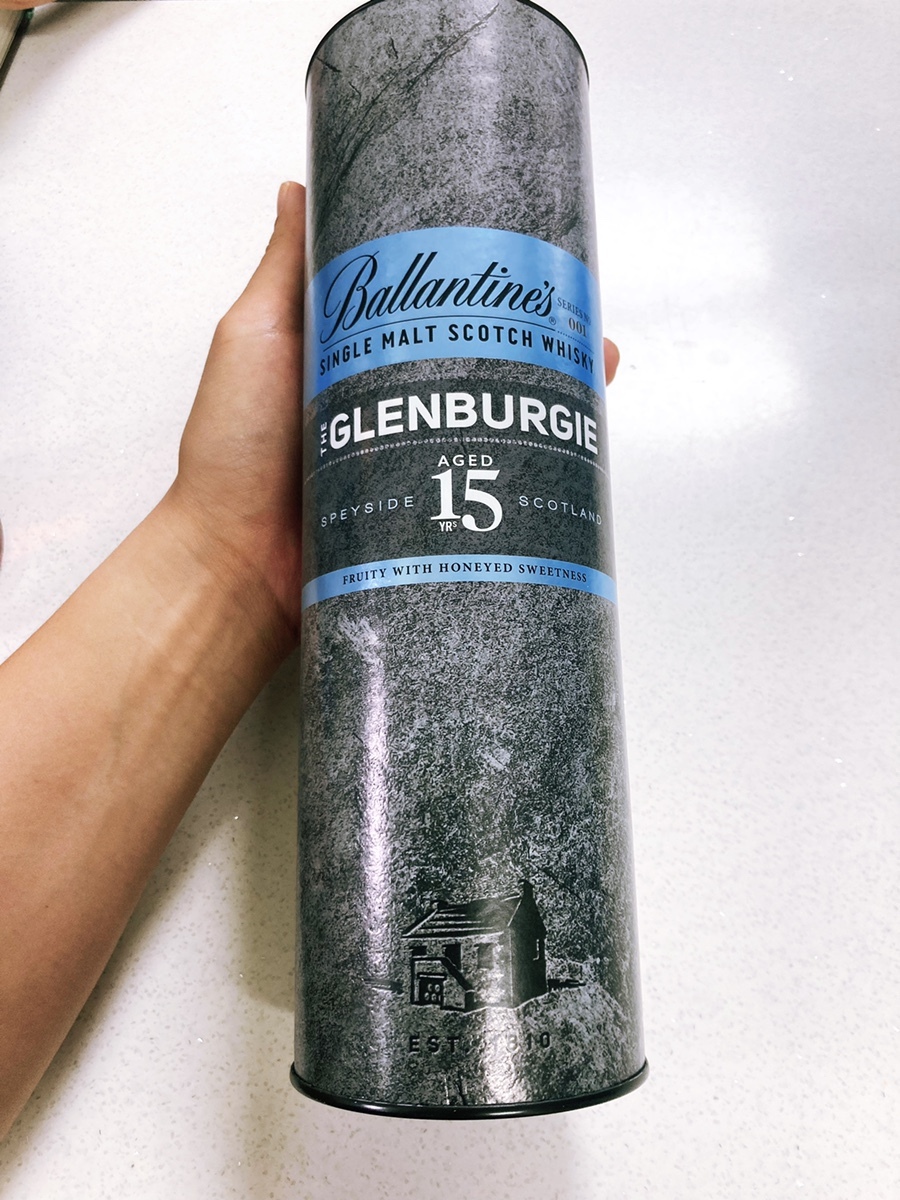 Ballantine's®
SERIES NO
001
SINGLE MALT SCOTCH WHISKY
THE GLENBURGIE
AGED
15
YRS
SPEYSIDE
SCOTLAND
FRUITY WITH HONEYED SWEETNESS
EST. 1810